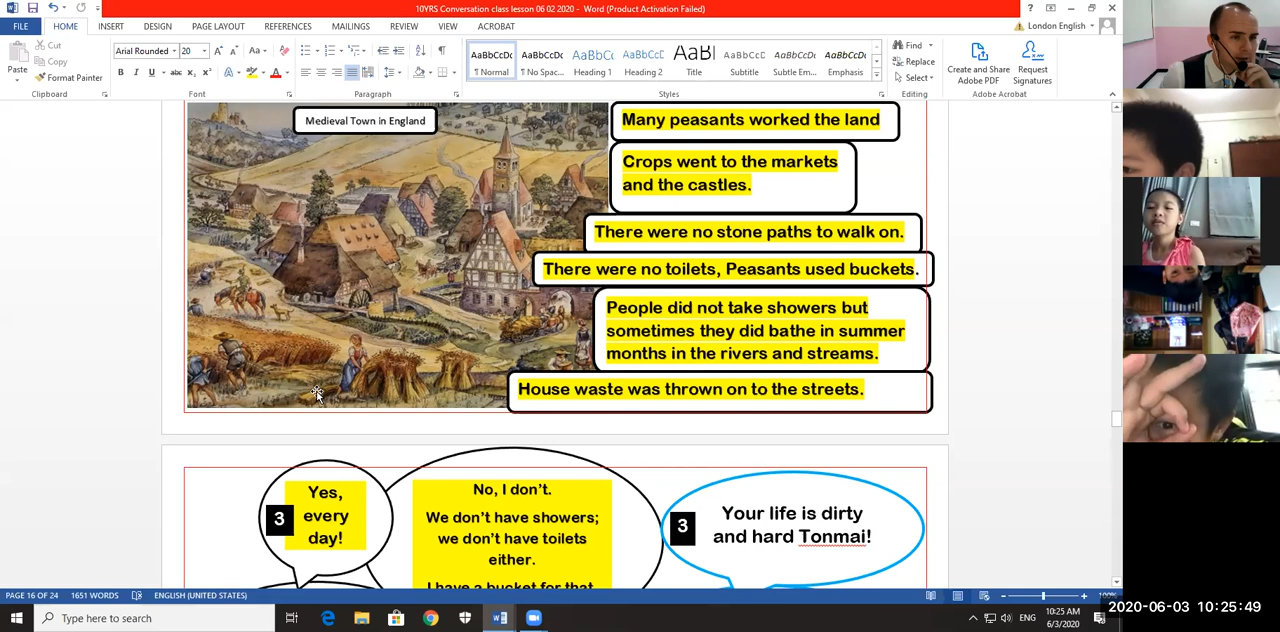 10YRS Conversation class lesson 06 02 2020 - Word (Product Activation Failed)
FILE HOME INSERT DESIGN PAGE LAYOUT REFERENCES MAILINGS REVIEW VIEW ACROBAT London English
Paste Cut Copy Format Painter
Arial Rounded 20
AaBbCcDc AaBbCcDc AaBbCc AaBbCcC AaBl AaBbCcC AaBbCcDc AaBbCcDc
¶ Normal ¶ No Spac... Heading 1 Heading 2 Title Subtitle Subtle Em... Emphasis
Find Replace Select
Create and Share Adobe PDF Request Signatures
Clipboard Font Paragraph Styles Editing Adobe Acrobat
Medieval Town in England
Many peasants worked the land
Crops went to the markets
and the castles.
There were no stone paths to walk on.
There were no toilets, Peasants used buckets.
People did not take showers but
sometimes they did bathe in summer
months in the rivers and streams.
House waste was thrown on to the streets.
3
Yes,
every
day!
No, I don't.
We don't have showers;
we don't have toilets
either.
I have a bucket for that
3
Your life is dirty
and hard Tonmai!
PAGE 16 OF 24 1651 WORDS ENGLISH (UNITED STATES) 100%
Type here to search
ENG
10:25 AM
6/3/2020
2020-06-03 10:25:49